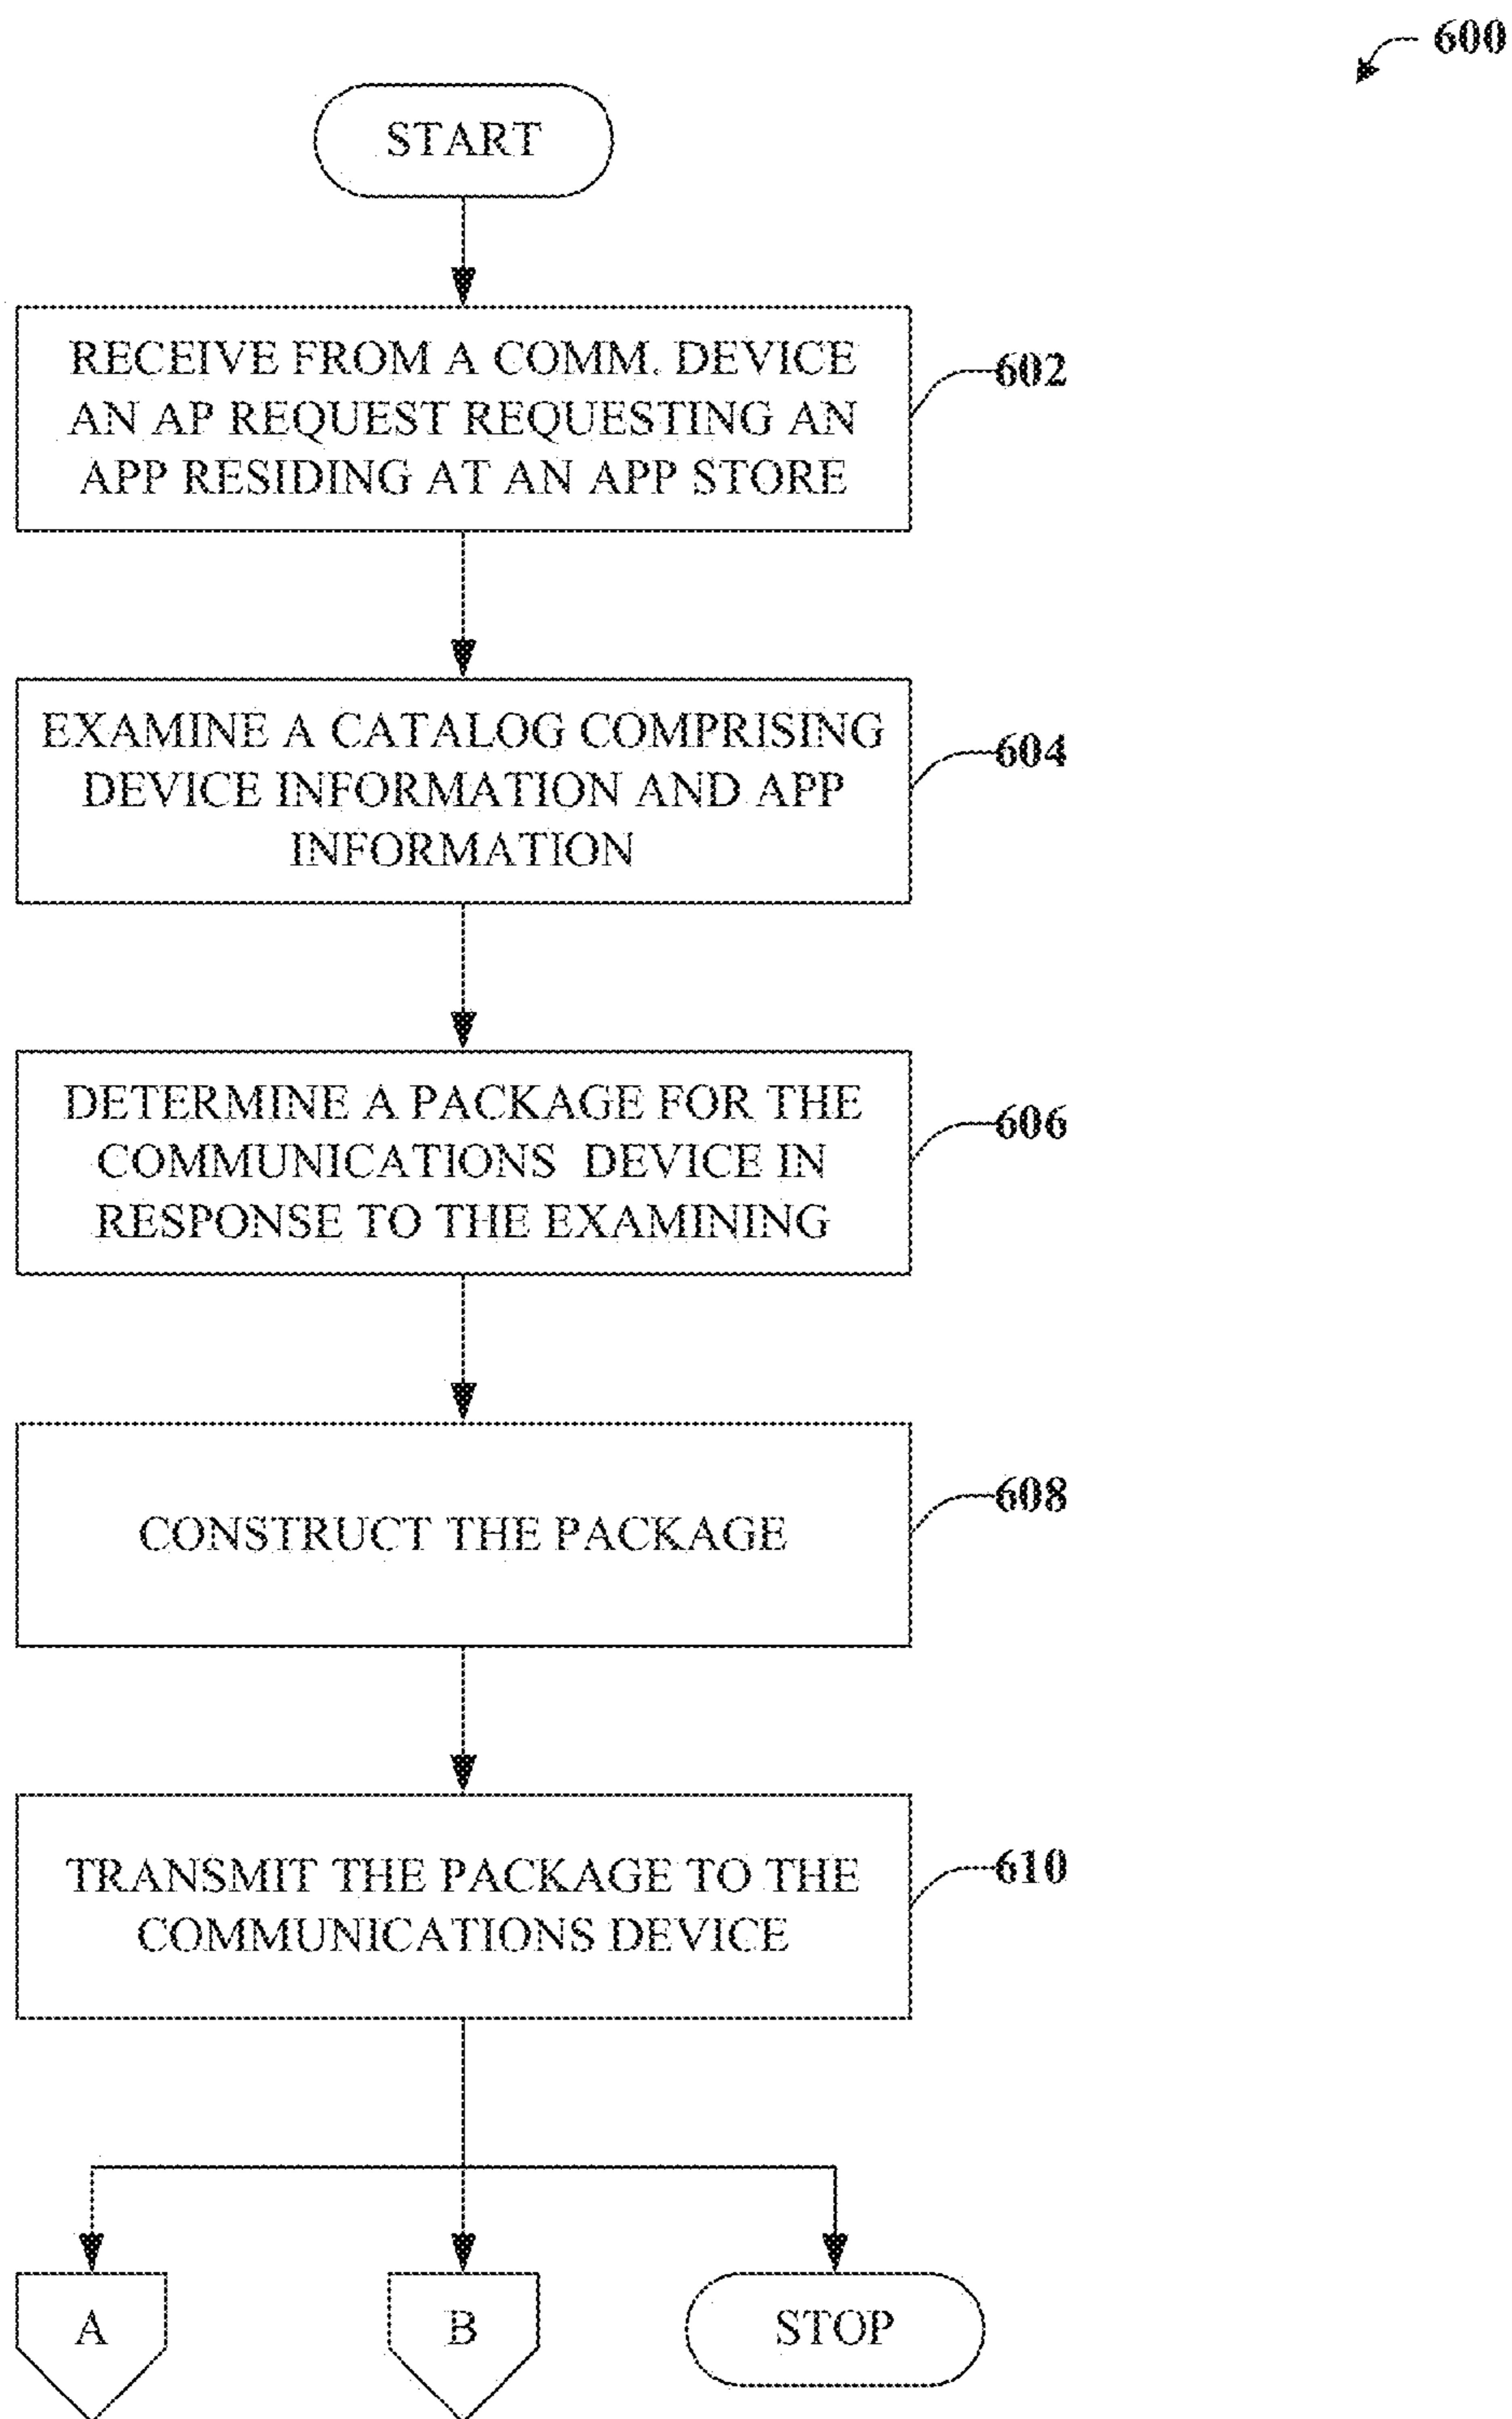 600
START
RECEIVE FROM A COMM. DEVICE
AN AP REQUEST REQUESTING AN
APP RESIDING AT AN APP STORE
602
EXAMINE A CATALOG COMPRISING
DEVICE INFORMATION AND APP
INFORMATION
604
DETERMINE A PACKAGE FOR THE
COMMUNICATIONS DEVICE IN
RESPONSE TO THE EXAMINING
606
CONSTRUCT THE PACKAGE
608
TRANSMIT THE PACKAGE TO THE
COMMUNICATIONS DEVICE
610
A
B
STOP